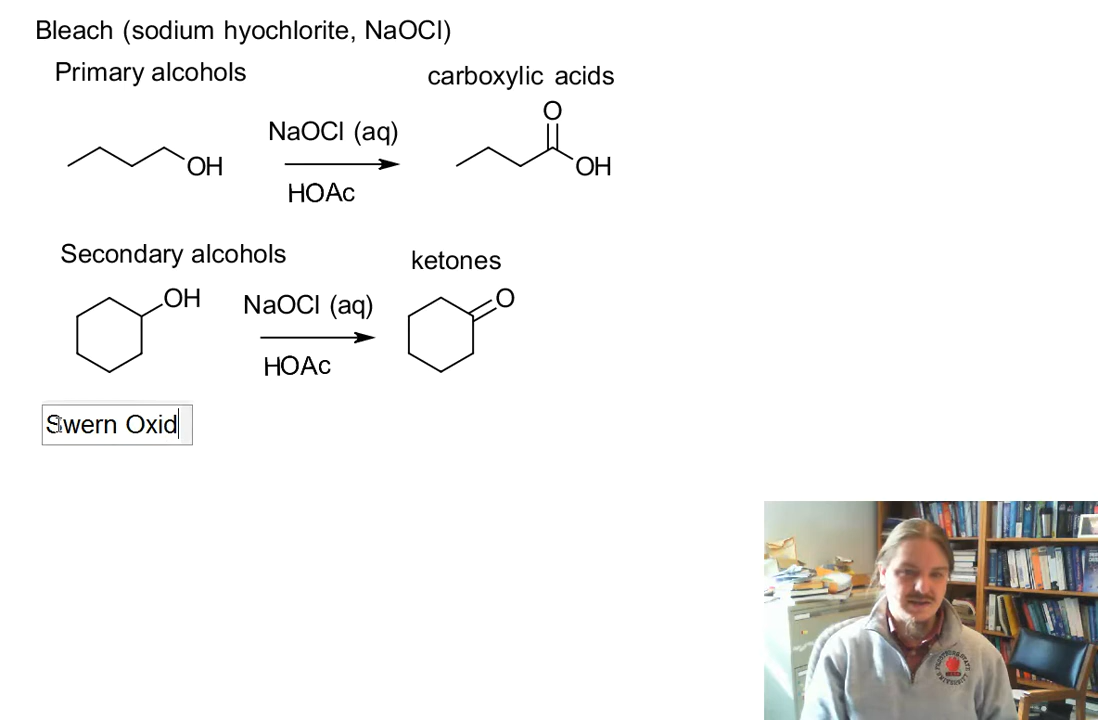 Bleach (sodium hyochlorite, NaOCl)
Primary alcohols
carboxylic acids
O
NaOCl (aq)
OH
OH
HOAc
Secondary alcohols
ketones
OH
NaOCl (aq)
O
HOAc
Swern Oxid